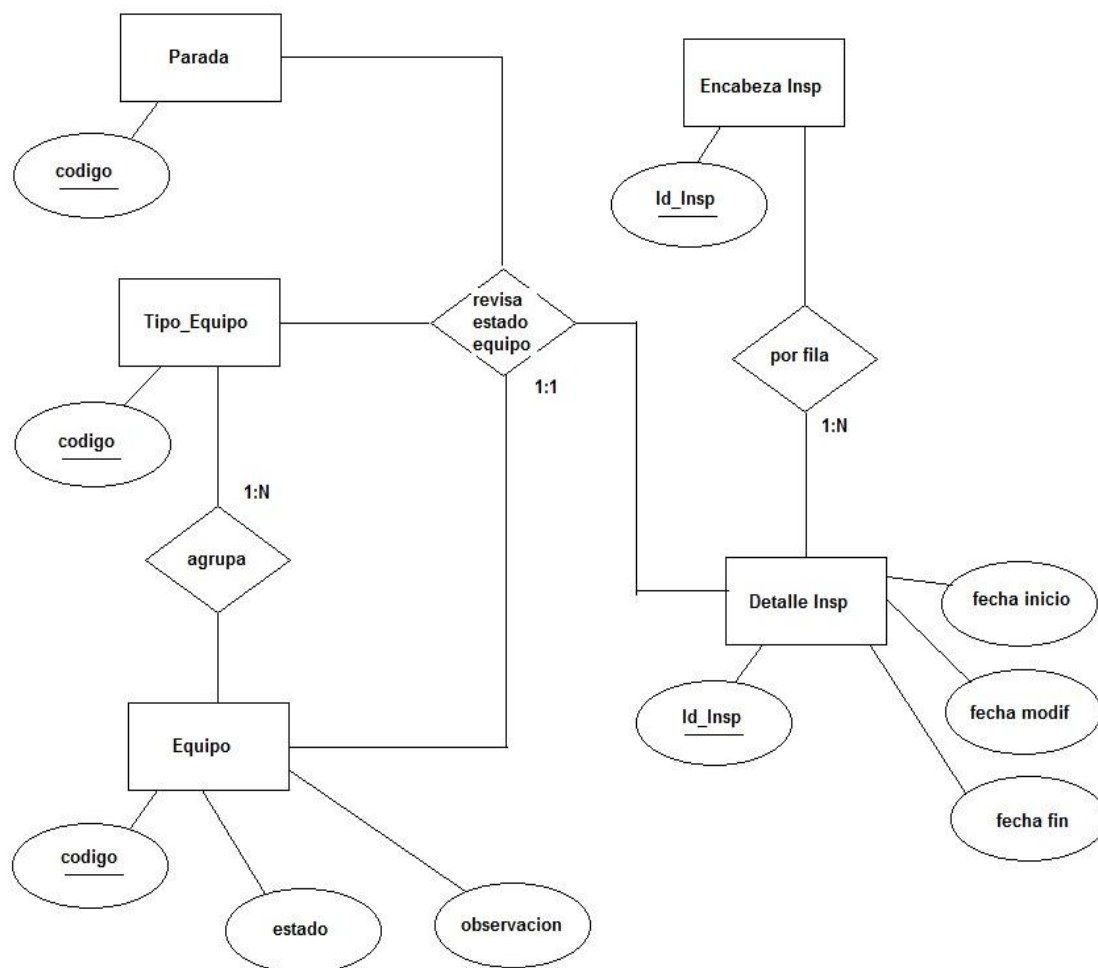 Parada
codigo
Encabeza Insp
Id_Insp
Tipo_Equipo
codigo
revisa
estado
equipo
1:1
por fila
1:N
1:N
agrupa
Detalle Insp
Id_Insp
fecha inicio
fecha modif
fecha fin
Equipo
codigo
estado
observacion